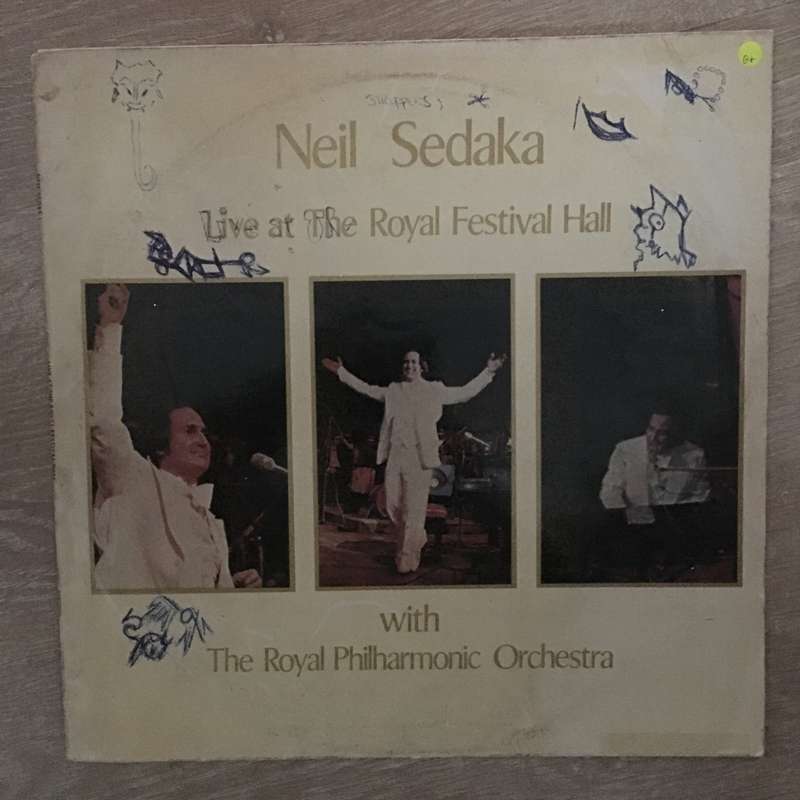 G+
Neil Sedaka
Live at The Royal Festival Hall
with
The Royal Philharmonic Orchestra